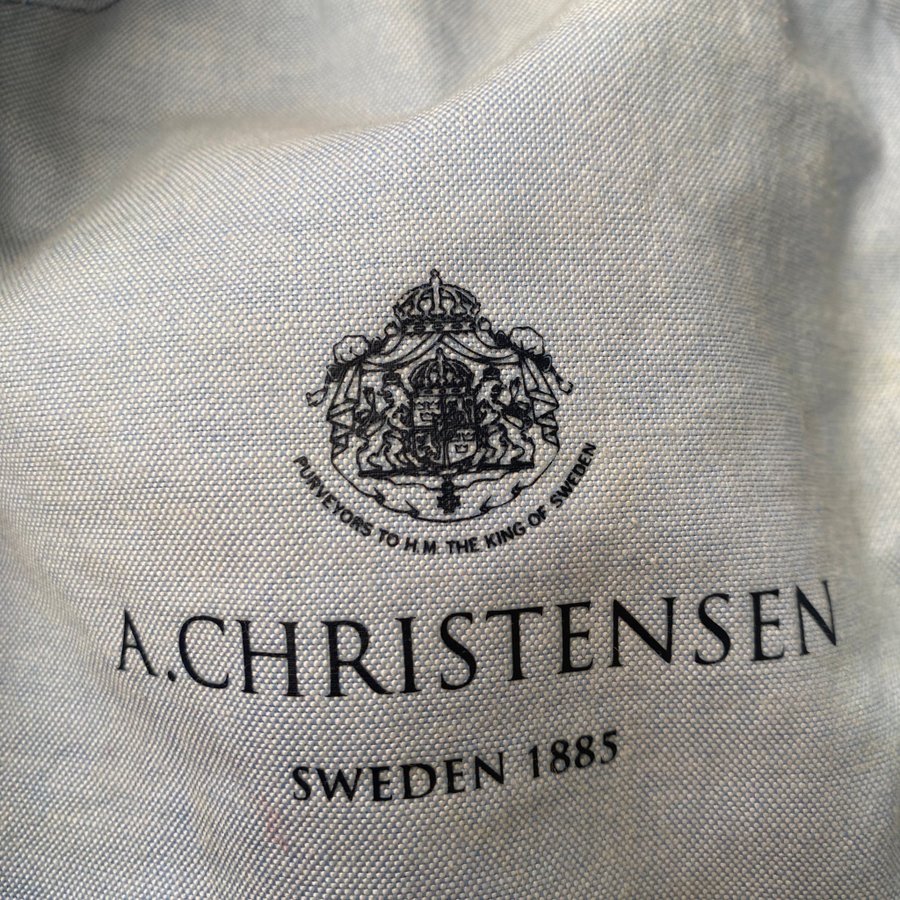 PURVEYORS TO H.M. THE KING OF SWEDEN
A.CHRISTENSEN
SWEDEN 1885